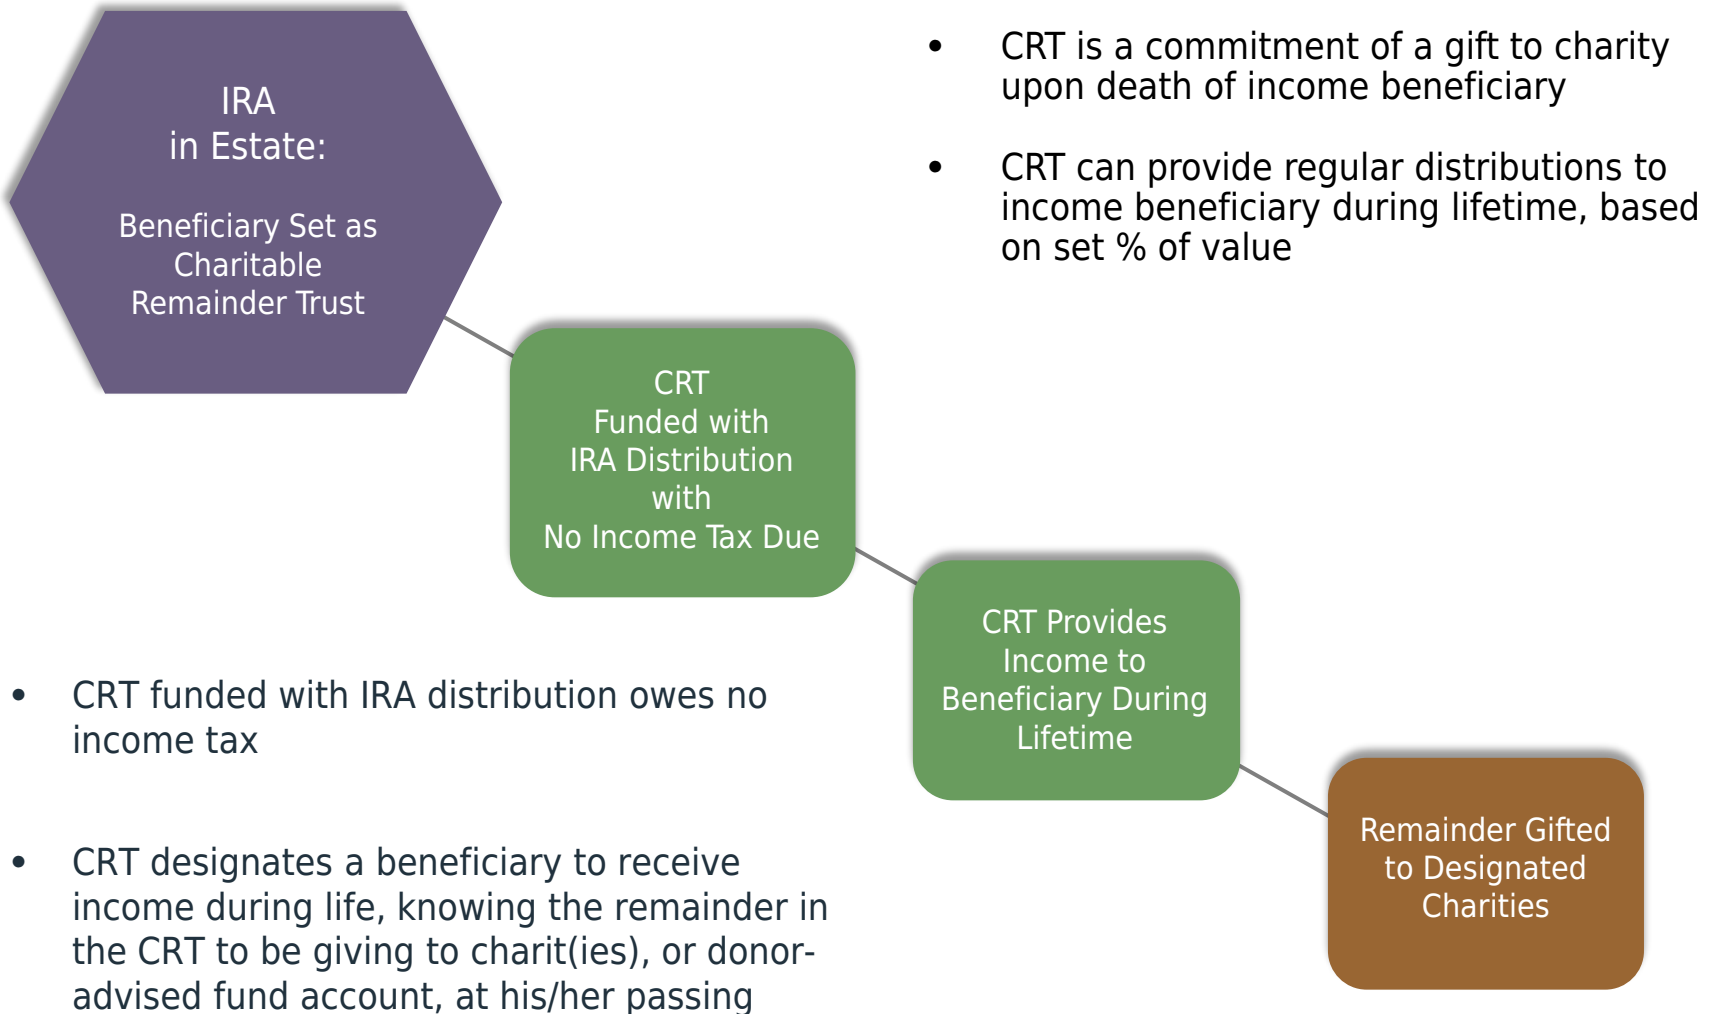 IRA
in Estate:
Beneficiary Set as
Charitable
Remainder Trust
• CRT is a commitment of a gift to charity
upon death of income beneficiary
• CRT can provide regular distributions to
income beneficiary during lifetime, based
on set % of value
CRT
Funded with
IRA Distribution
with
No Income Tax Due
CRT Provides
Income to
Beneficiary During
Lifetime
Remainder Gifted
to Designated
Charities
• CRT funded with IRA distribution owes no
income tax
• CRT designates a beneficiary to receive
income during life, knowing the remainder in
the CRT to be giving to charit(ies), or donor-
advised fund account, at his/her passing